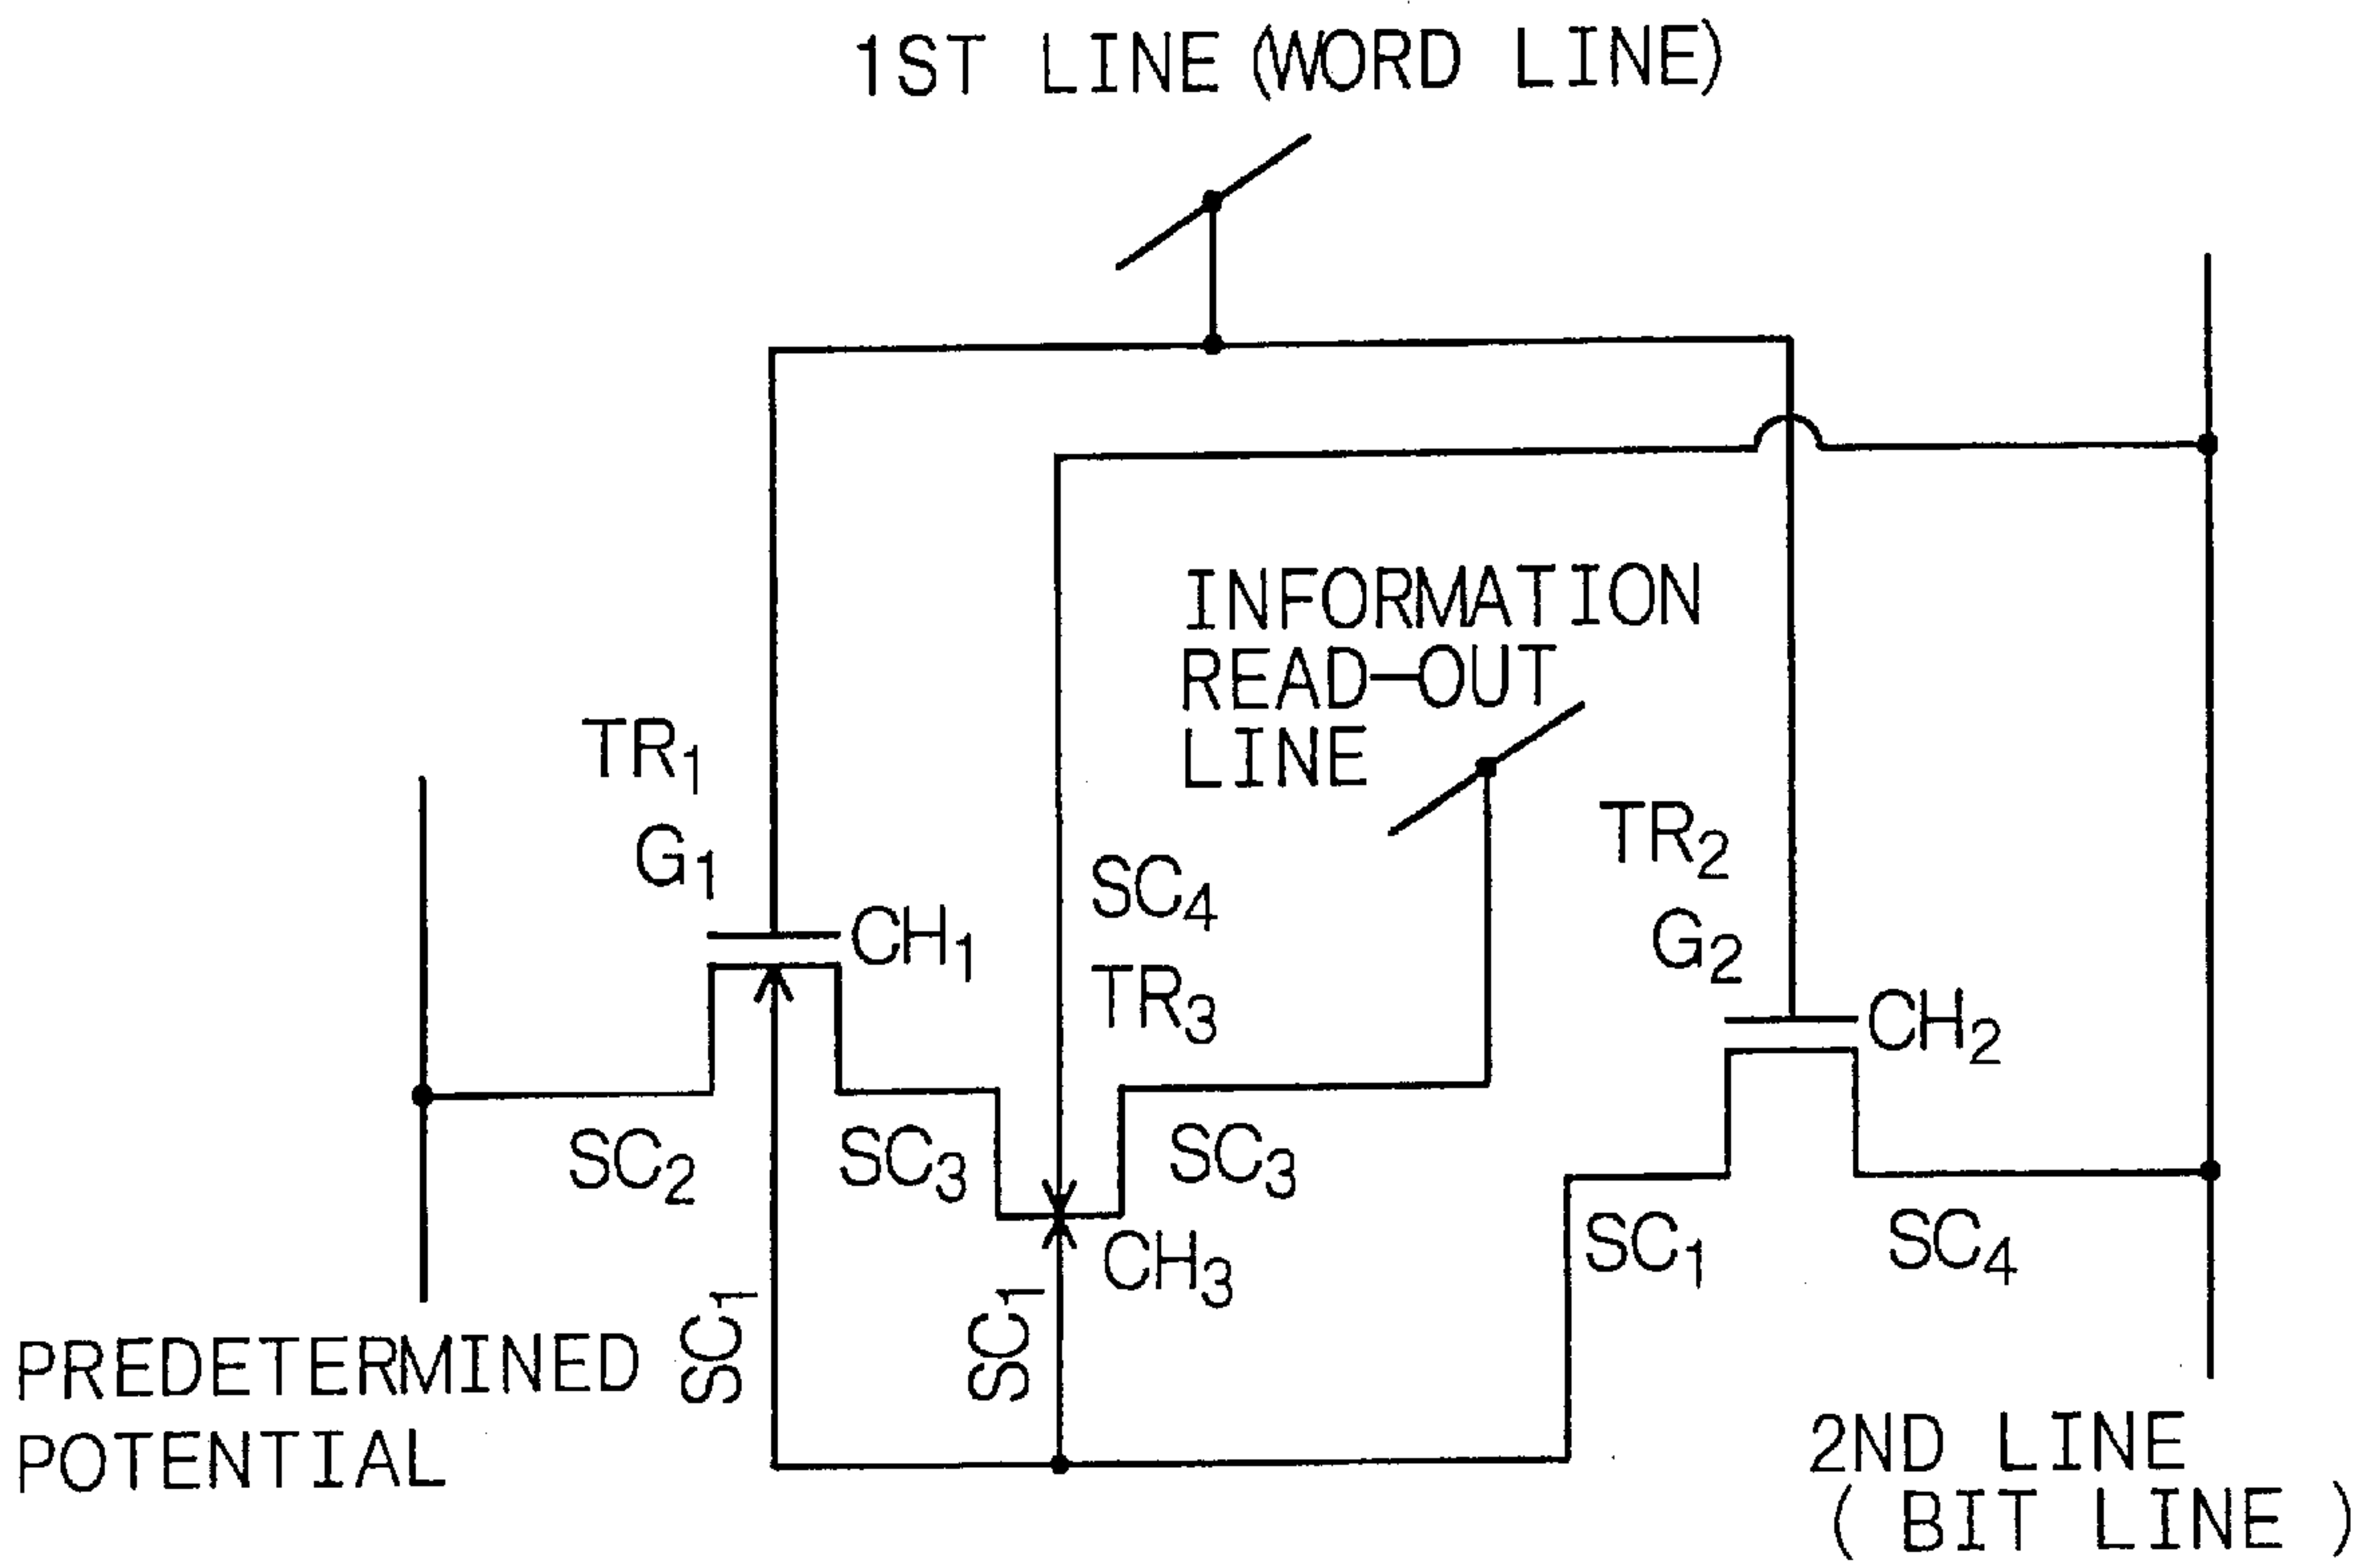 1ST LINE (WORD LINE)
INFORMATION
READ-OUT
LINE
TR1
G1
CH1
SC4
TR3
TR2
G2
CH2
SC2
SC3
SC3
CH3
SC1
SC1
SC1
SC4
PREDETERMINED
POTENTIAL
2ND LINE
( BIT LINE )